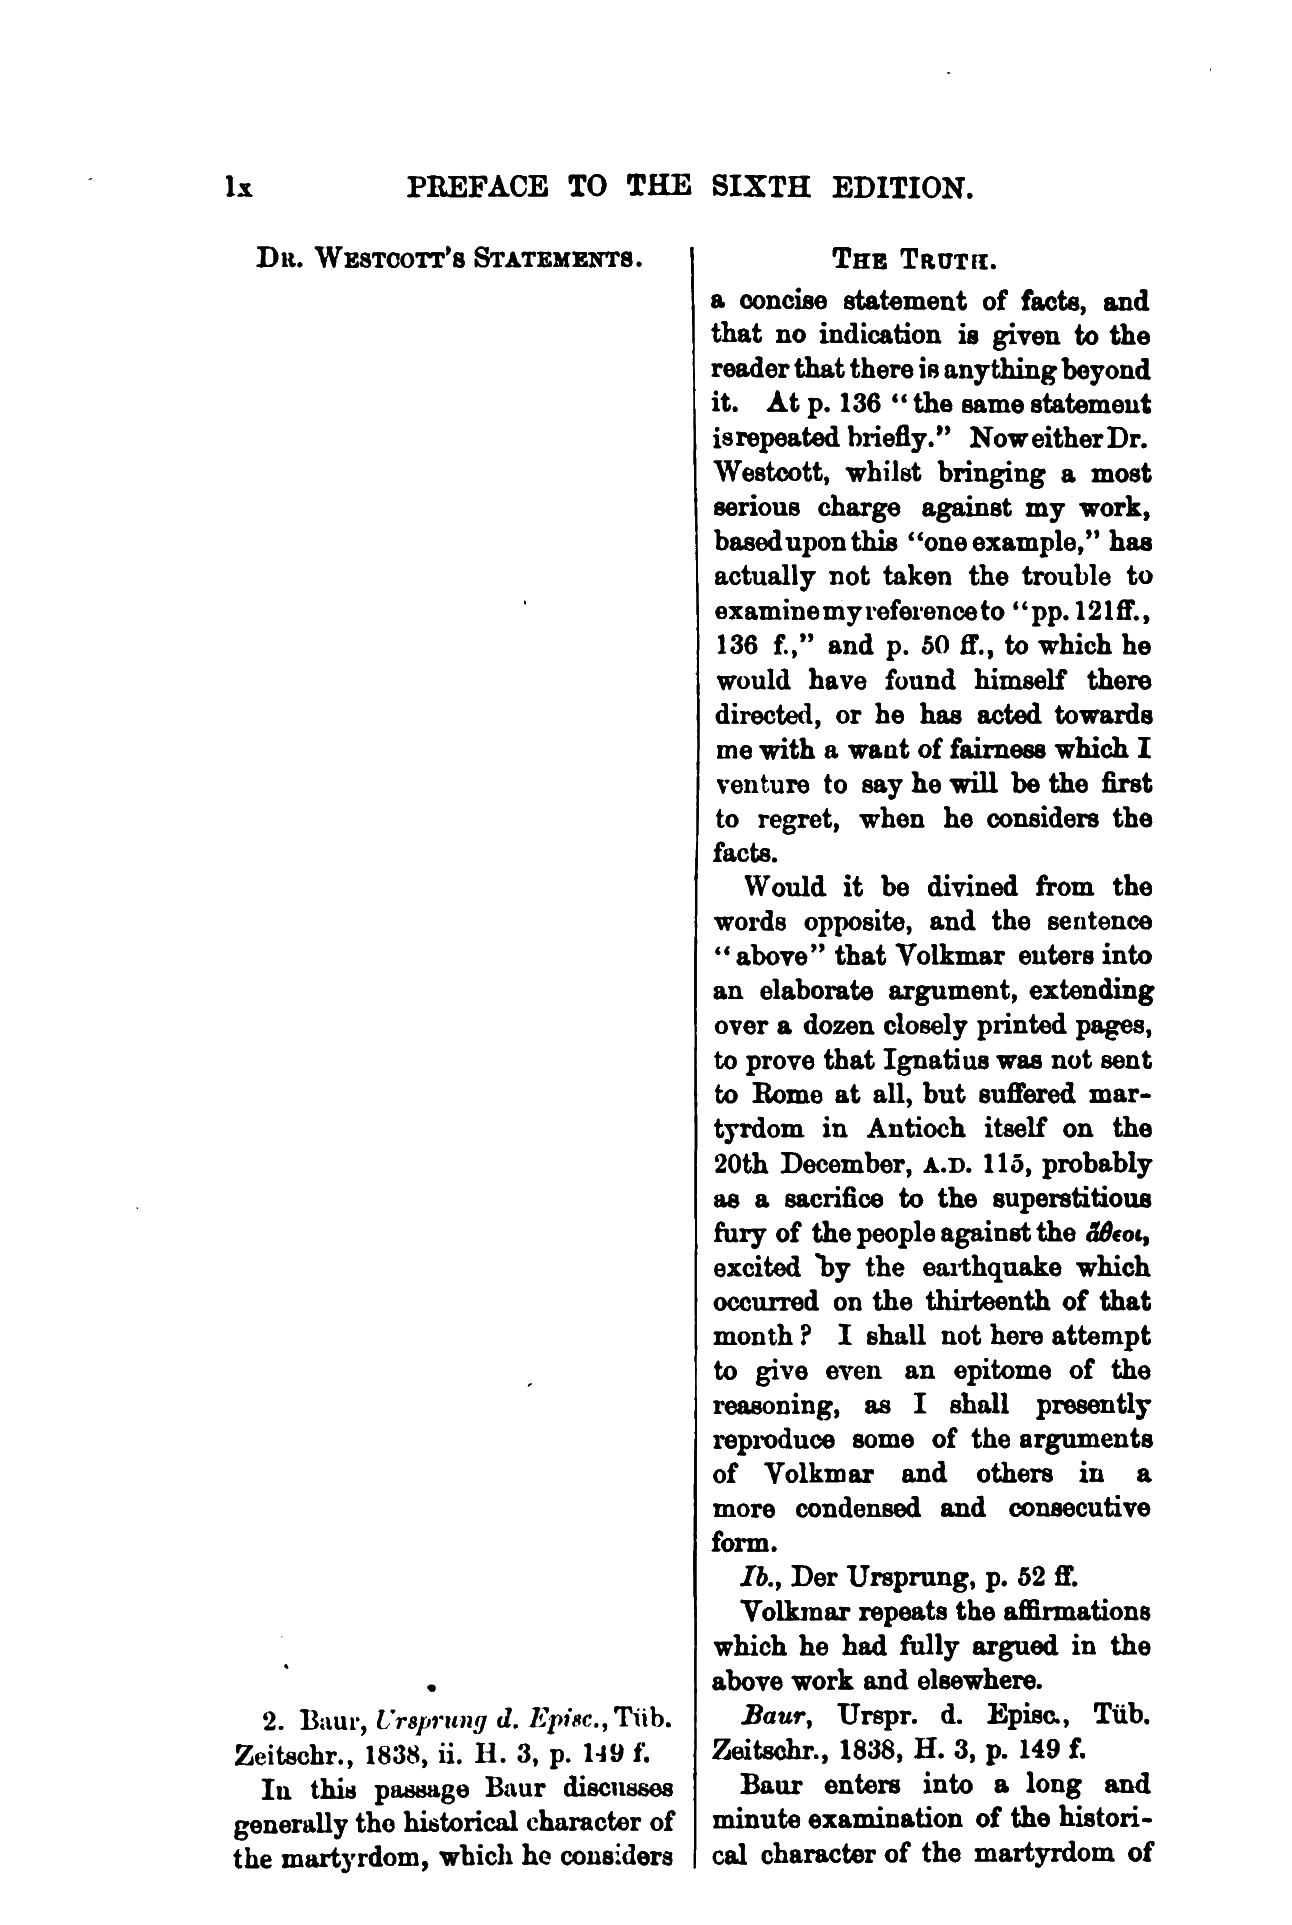 lx PREFACE TO THE SIXTH EDITION.
DR. WESTCOTT'S STATEMENTS.
2. Baur, Ursprung d. Episc., Tüb.
Zeitschr., 1838, ii. H. 3, p. 149 f.
In this passage Baur discusses
generally the historical character of
the martyrdom, which he considers
THE TRUTH.
a concise statement of facts, and
that no indication is given to the
reader that there is anything beyond
it. At p. 136 "the same statement
is repeated briefly." Now either Dr.
Westcott, whilst bringing a most
serious charge against my work,
based upon this "one example," has
actually not taken the trouble to
examine my reference to "pp. 121 ff.,
136 f.," and p. 50 ff., to which he
would have found himself there
directed, or he has acted towards
me with a want of fairness which I
venture to say he will be the first
to regret, when he considers the
facts.
Would it be divined from the
words opposite, and the sentence
"above" that Volkmar enters into
an elaborate argument, extending
over a dozen closely printed pages,
to prove that Ignatius was not sent
to Rome at all, but suffered mar-
tyrdom in Antioch itself on the
20th December, A.D. 115, probably
as a sacrifice to the superstitious
fury of the people against the ἄθεοι,
excited by the earthquake which
occurred on the thirteenth of that
month? I shall not here attempt
to give even an epitome of the
reasoning, as I shall presently
reproduce some of the arguments
of Volkmar and others in a
more condensed and consecutive
form.
Ib., Der Ursprung, p. 52 ff.
Volkmar repeats the affirmations
which he had fully argued in the
above work and elsewhere.
Baur, Urspr. d. Episc., Tüb.
Zeitschr., 1838, H. 3, p. 149 f.
Baur enters into a long and
minute examination of the histori-
cal character of the martyrdom of